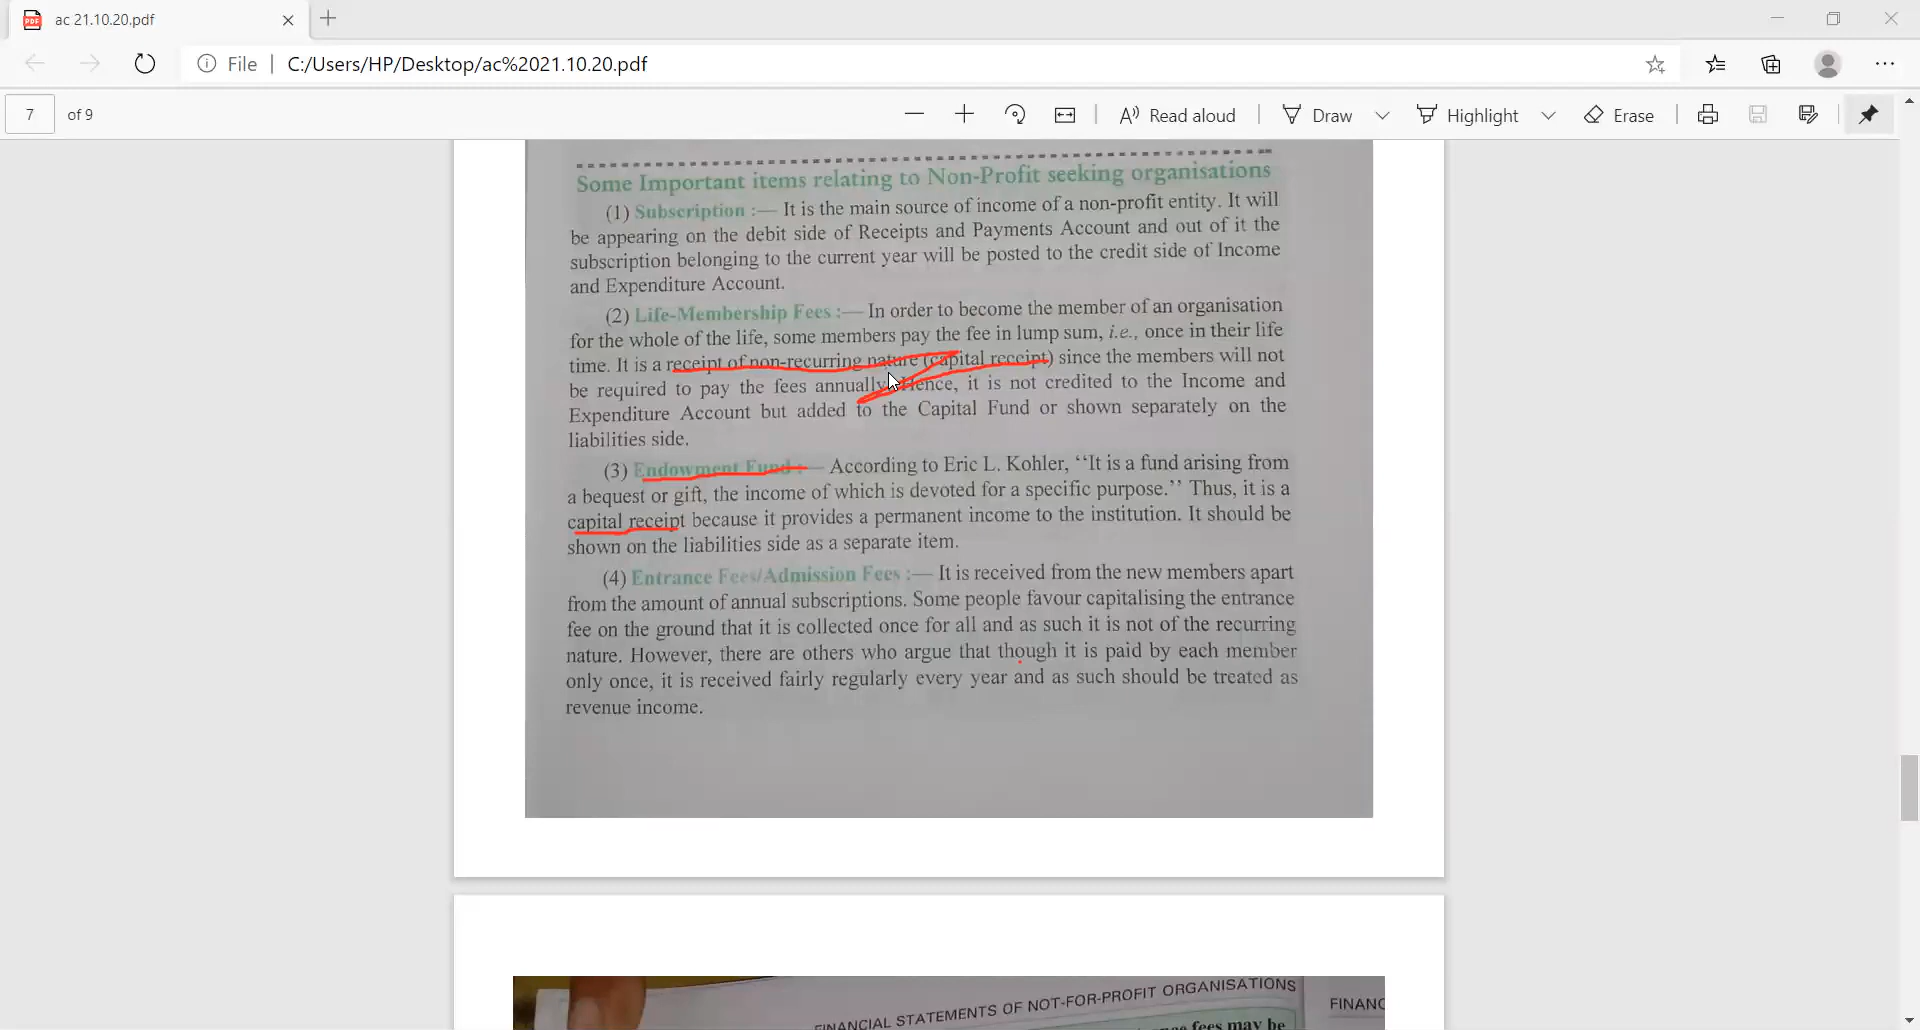 ac 21.10.20.pdf
File | C:/Users/HP/Desktop/ac%2021.10.20.pdf
7 of 9
Read aloud
Draw
Highlight
Erase
Some Important items relating to Non-Profit seeking organisations
(1) Subscription :— It is the main source of income of a non-profit entity. It will
be appearing on the debit side of Receipts and Payments Account and out of it the
subscription belonging to the current year will be posted to the credit side of Income
and Expenditure Account.
(2) Life-Membership Fees :— In order to become the member of an organisation
for the whole of the life, some members pay the fee in lump sum, i.e., once in their life
time. It is a receipt of non-recurring nature (capital receipt) since the members will not
be required to pay the fees annually. Hence, it is not credited to the Income and
Expenditure Account but added to the Capital Fund or shown separately on the
liabilities side.
(3) Endowment Fund :— According to Eric L. Kohler, ‘‘It is a fund arising from
a bequest or gift, the income of which is devoted for a specific purpose.’’ Thus, it is a
capital receipt because it provides a permanent income to the institution. It should be
shown on the liabilities side as a separate item.
(4) Entrance Fees/Admission Fees :— It is received from the new members apart
from the amount of annual subscriptions. Some people favour capitalising the entrance
fee on the ground that it is collected once for all and as such it is not of the recurring
nature. However, there are others who argue that though it is paid by each member
only once, it is received fairly regularly every year and as such should be treated as
revenue income.
FINANCIAL STATEMENTS OF NOT-FOR-PROFIT ORGANISATIONS
FINANC
fees may be